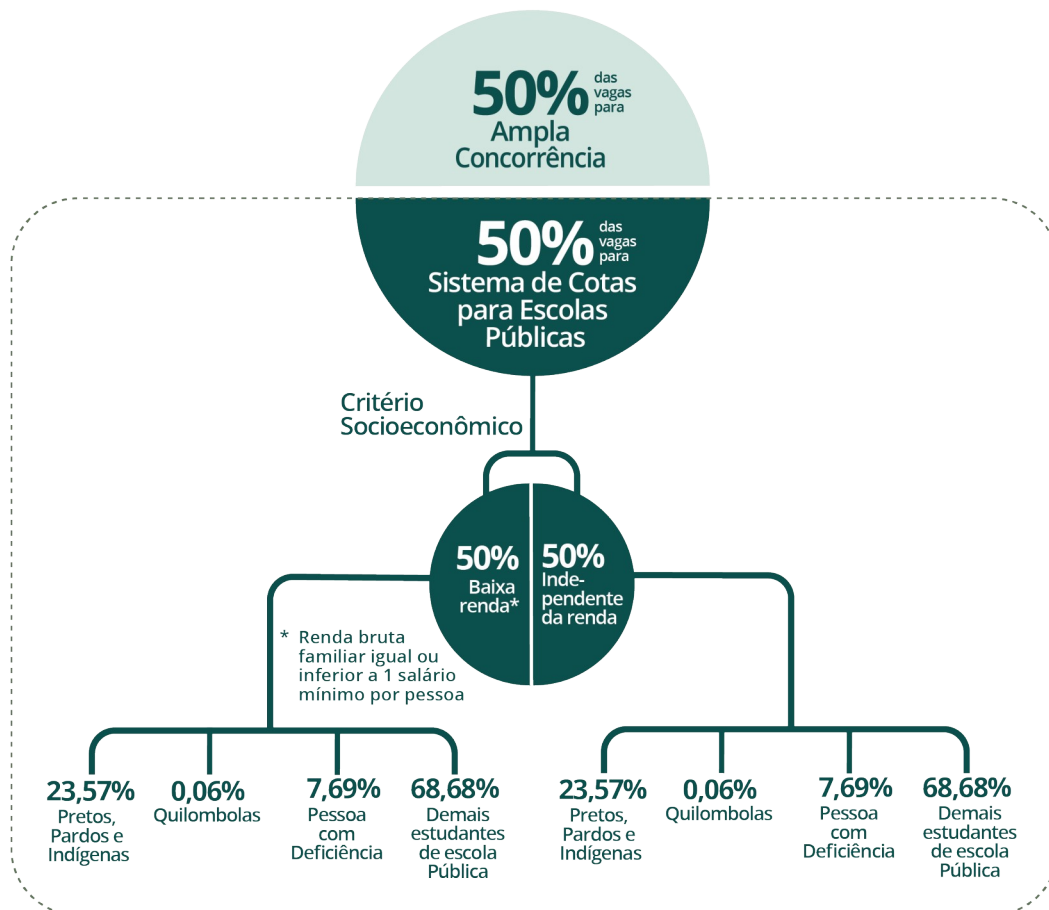 50% das
vagas
para
Ampla
Concorrência
50% das
vagas
para
Sistema de Cotas
para Escolas
Públicas
Critério
Socioeconômico
50%
Baixa
renda*
50%
Inde-
pendente
da renda
* Renda bruta
familiar igual ou
inferior a 1 salário
mínimo por pessoa
23,57%
Pretos,
Pardos e
Indígenas
0,06%
Quilombolas
7,69%
Pessoa
com
Deficiência
68,68%
Demais
estudantes
de escola
Pública
23,57%
Pretos,
Pardos e
Indígenas
0,06%
Quilombolas
7,69%
Pessoa
com
Deficiência
68,68%
Demais
estudantes
de escola
Pública